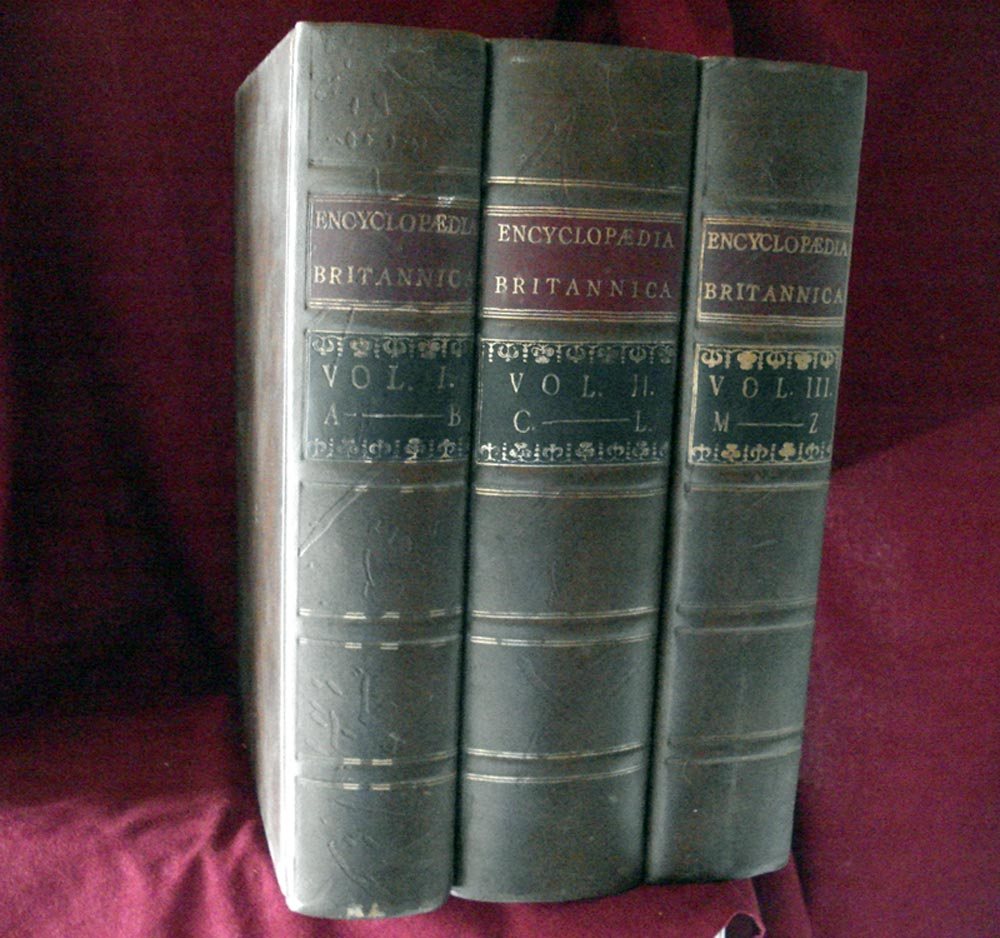 ENCYCLOPÆDIA
BRITANNICA
VOL. I.
A——B
ENCYCLOPÆDIA
BRITANNICA
VOL. II.
C.——L.
ENCYCLOPÆDIA
BRITANNICA
VOL. III.
M——Z